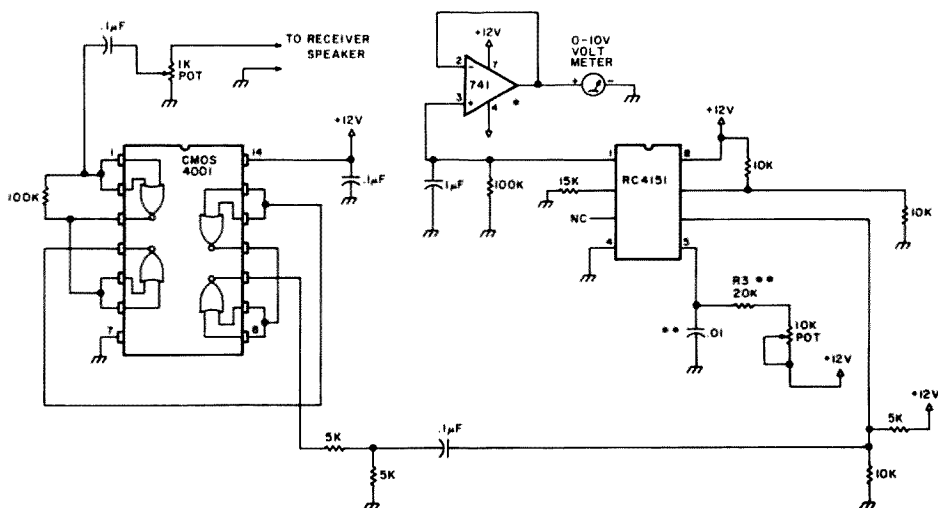 .1µF
1K
POT
TO RECEIVER
SPEAKER
+12V
2
-
7
741
*
3
+
4
0-10V
VOLT
METER
+
-
+12V
1
14
CMOS
4001
.1µF
100K
7
8
.1µF
100K
15K
NC
1
8
RC4151
4
5
+12V
10K
10K
R3 **
20K
** .01
10K
POT
+12V
+12V
5K
5K
.1µF
5K
10K